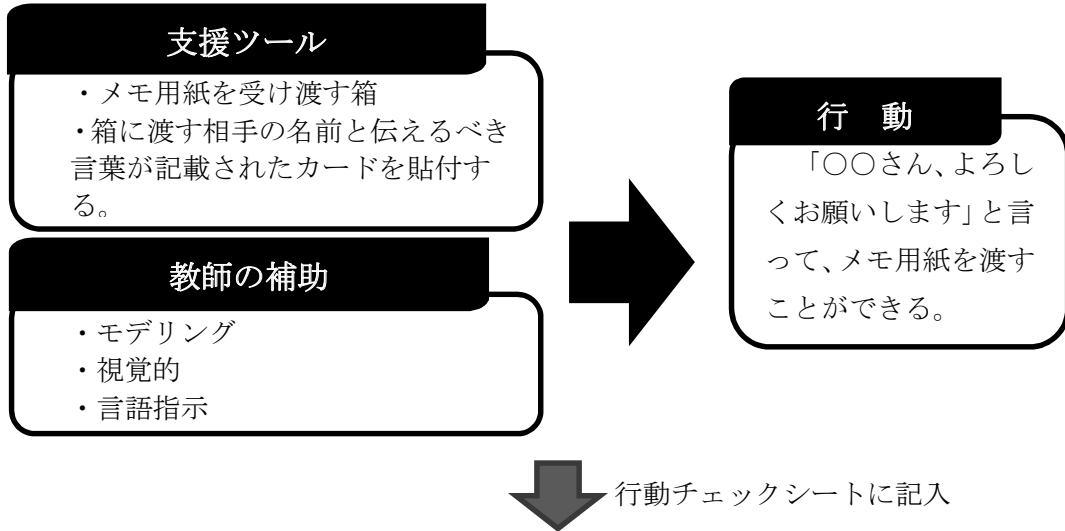 支援ツール
・メモ用紙を受け渡す箱
・箱に渡す相手の名前と伝えるべき
言葉が記載されたカードを貼付す
る。
教師の補助
・モデリング
・視覚的
・言語指示
行　動
「○○さん、よろし
くお願いします」と言
って、メモ用紙を渡す
ことができる。
行動チェックシートに記入